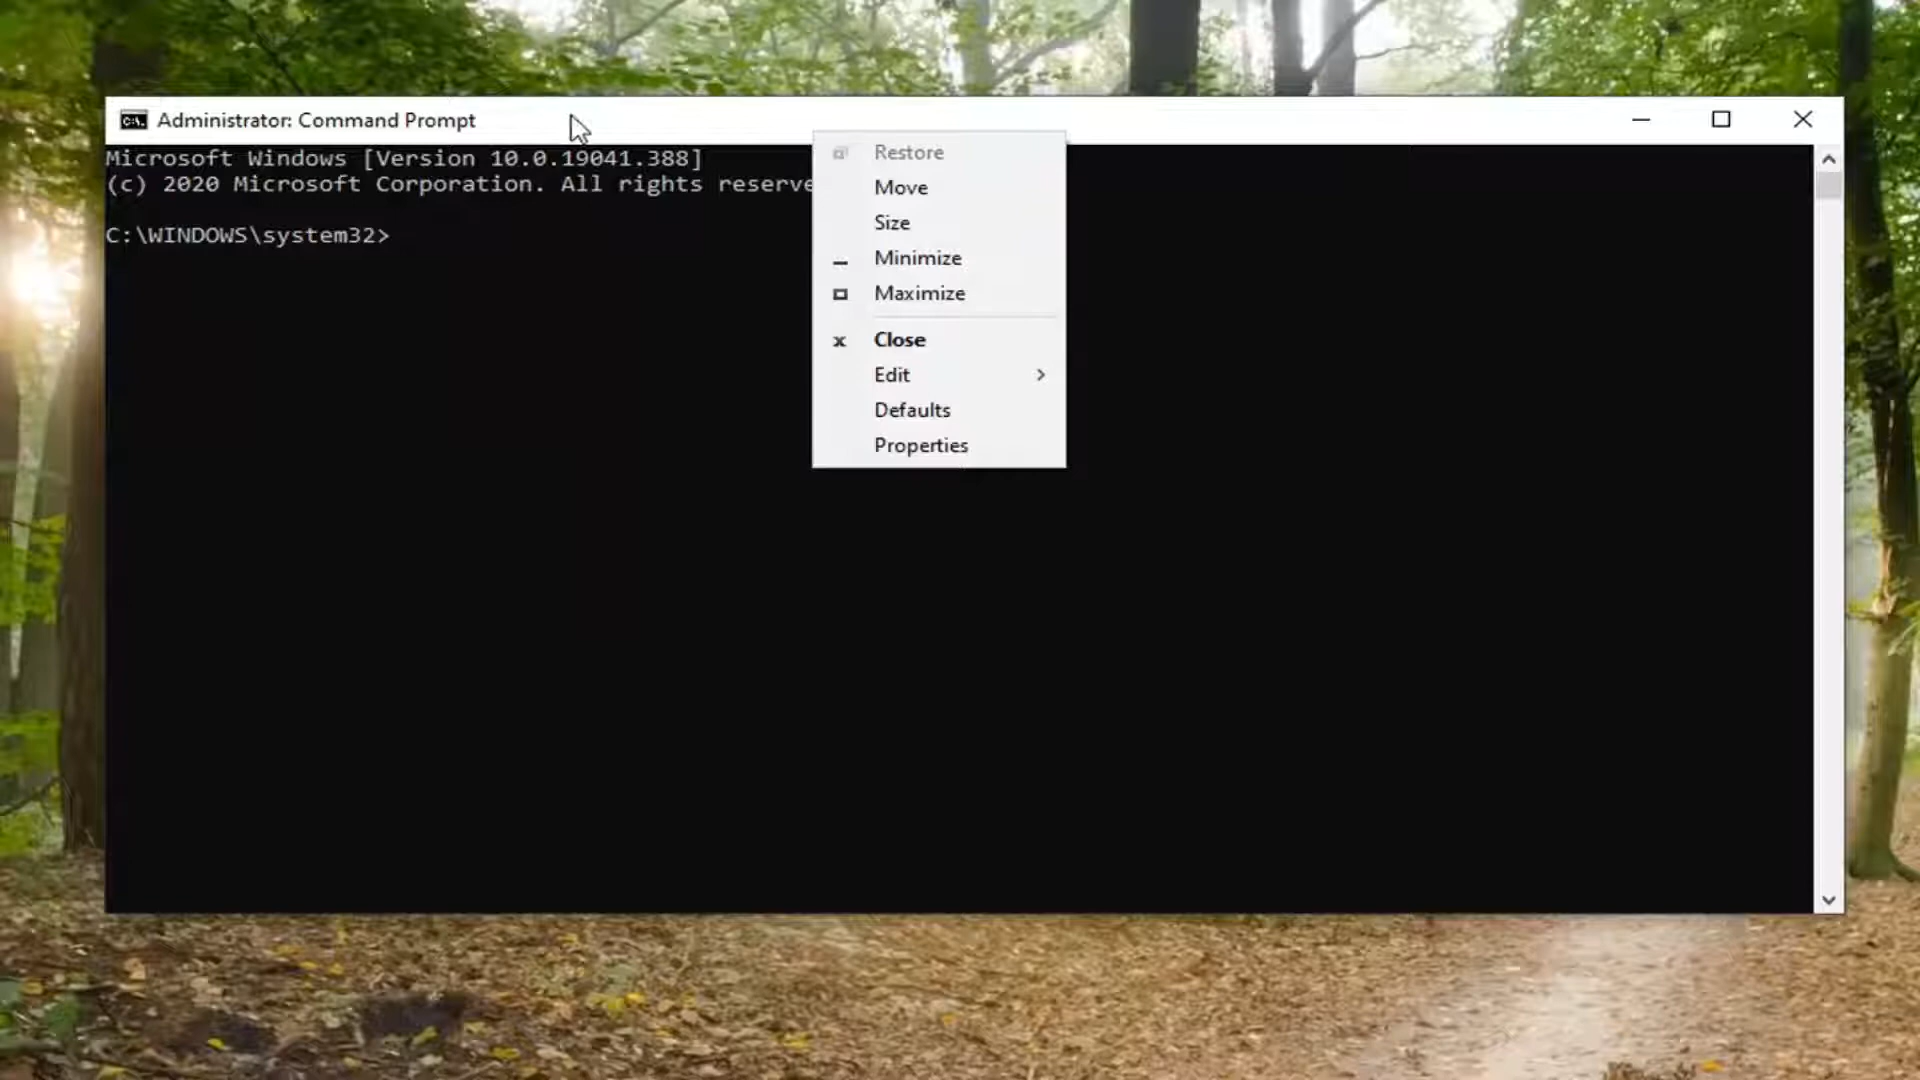 Administrator: Command Prompt
Microsoft Windows [Version 10.0.19041.388]
(c) 2020 Microsoft Corporation. All rights reserve
C:\WINDOWS\system32>
Restore
Move
Size
Minimize
Maximize
Close
Edit
Defaults
Properties